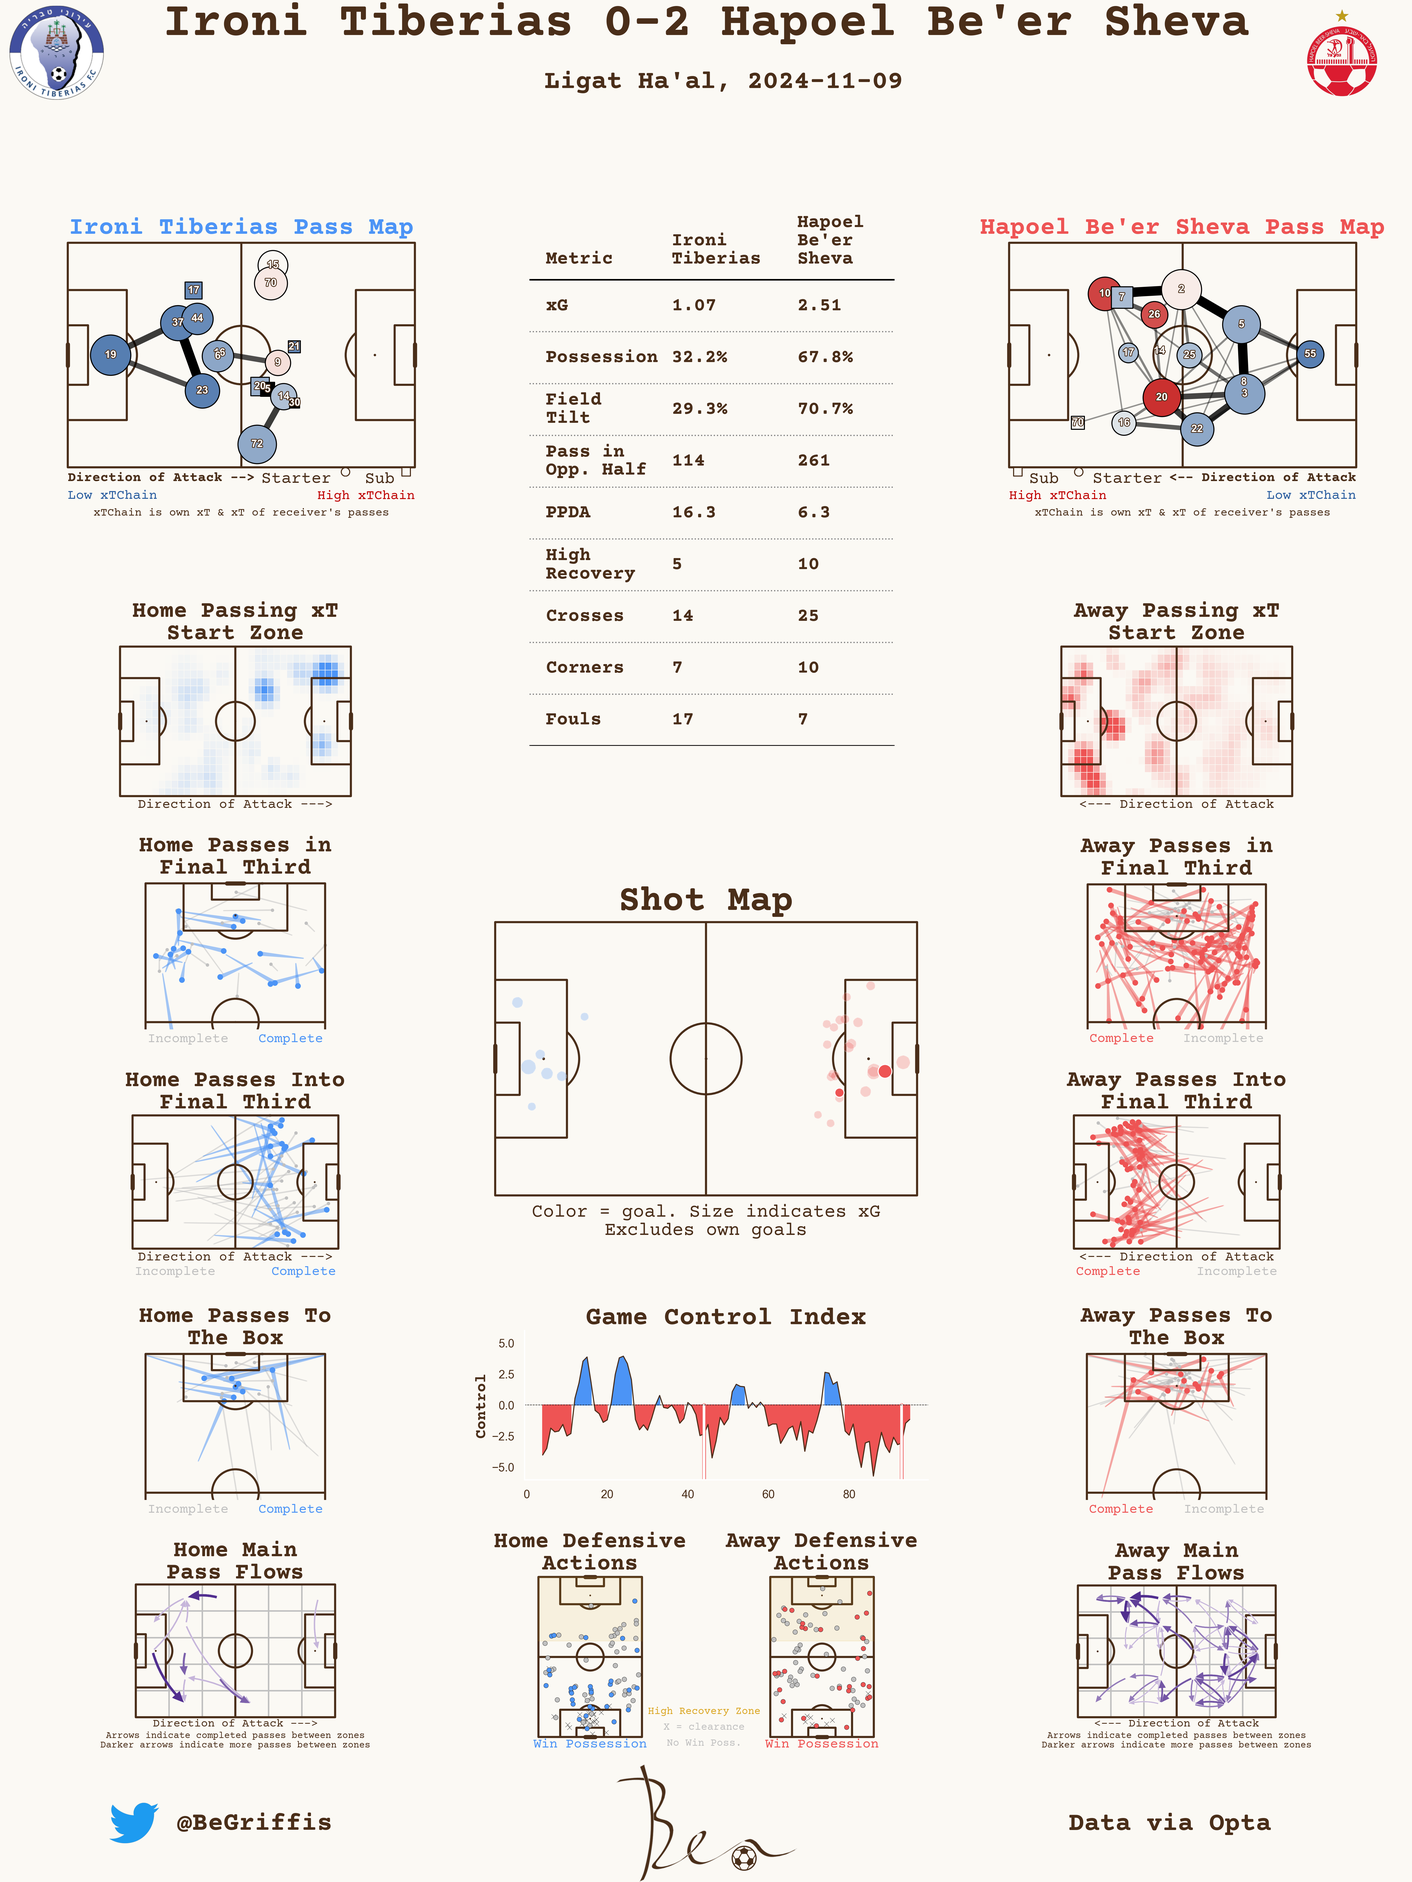 Ironi Tiberias 0-2 Hapoel Be'er Sheva
Ligat Ha'al, 2024-11-09
עירוני טבריה
IRONI TIBERIAS F.C
Ironi Tiberias Pass Map
15
70
17
37
44
19
16
9
21
23
20
5
14
30
72
Direction of Attack --> Starter Sub
Low xTChain High xTChain
xTChain is own xT & xT of receiver's passes
Metric Ironi Tiberias Hapoel Be'er Sheva
xG 1.07 2.51
Possession 32.2% 67.8%
Field Tilt 29.3% 70.7%
Pass in Opp. Half 114 261
PPDA 16.3 6.3
High Recovery 5 10
Crosses 14 25
Corners 7 10
Fouls 17 7
Hapoel Be'er Sheva Pass Map
10
7
2
26
5
17
14
25
55
8
3
20
70
16
22
Sub Starter <-- Direction of Attack
High xTChain Low xTChain
xTChain is own xT & xT of receiver's passes
Home Passing xT
Start Zone
Direction of Attack --->
Away Passing xT
Start Zone
<--- Direction of Attack
Home Passes in
Final Third
Incomplete Complete
Shot Map
Color = goal. Size indicates xG
Excludes own goals
Away Passes in
Final Third
Complete Incomplete
Home Passes Into
Final Third
Direction of Attack --->
Incomplete Complete
Away Passes Into
Final Third
<--- Direction of Attack
Complete Incomplete
Home Passes To
The Box
Incomplete Complete
Game Control Index
Control
5.0
2.5
0.0
−2.5
−5.0
0 20 40 60 80
Away Passes To
The Box
Complete Incomplete
Home Main
Pass Flows
Direction of Attack --->
Arrows indicate completed passes between zones
Darker arrows indicate more passes between zones
Home Defensive
Actions
Win Possession
Away Defensive
Actions
Win Possession
High Recovery Zone
X = clearance
No Win Poss.
Away Main
Pass Flows
<--- Direction of Attack
Arrows indicate completed passes between zones
Darker arrows indicate more passes between zones
@BeGriffis
Ben
Data via Opta